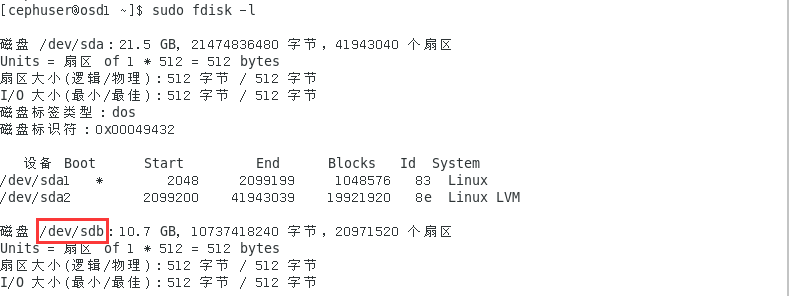 [cephuser@osd1 ~]$ sudo fdisk -l
磁盘 /dev/sda：21.5 GB, 21474836480 字节，41943040 个扇区
Units = 扇区 of 1 * 512 = 512 bytes
扇区大小(逻辑/物理)：512 字节 / 512 字节
I/O 大小(最小/最佳)：512 字节 / 512 字节
磁盘标签类型：dos
磁盘标识符：0x00049432
设备 Boot Start End Blocks Id System
/dev/sda1 * 2048 2099199 1048576 83 Linux
/dev/sda2 2099200 41943039 19921920 8e Linux LVM
磁盘 /dev/sdb：10.7 GB, 10737418240 字节，20971520 个扇区
Units = 扇区 of 1 * 512 = 512 bytes
扇区大小(逻辑/物理)：512 字节 / 512 字节
I/O 大小(最小/最佳)：512 字节 / 512 字节